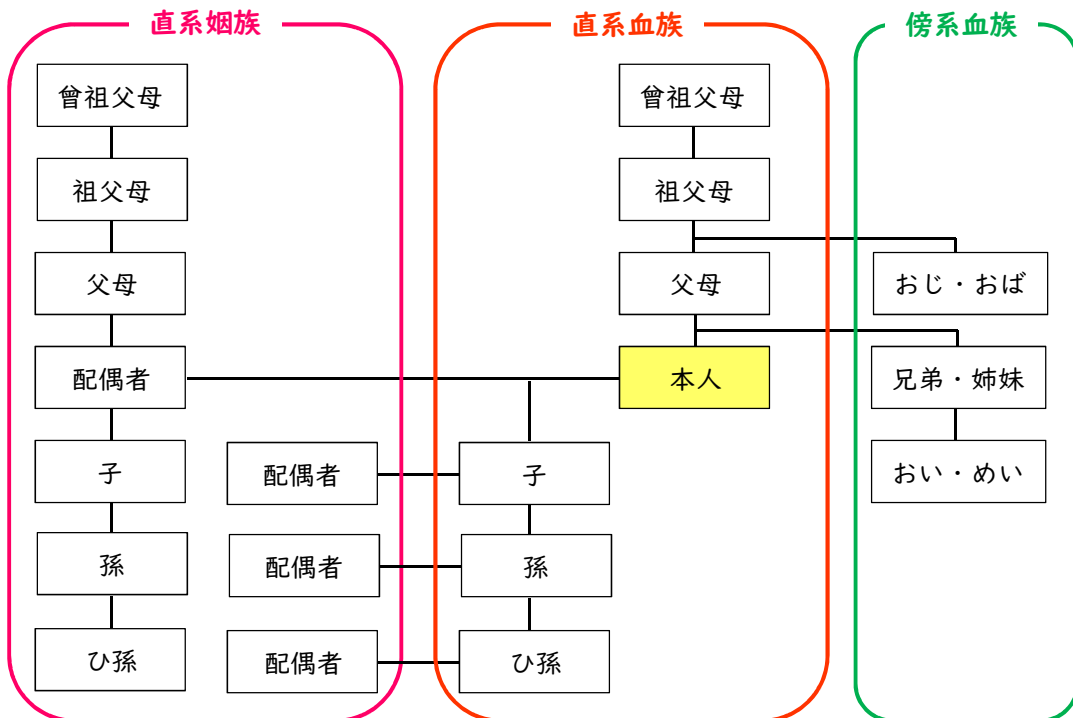 直系姻族
直系血族
傍系血族
曾祖父母
曾祖父母
祖父母
祖父母
父母
父母
おじ・おば
配偶者
本人
兄弟・姉妹
子
配偶者
子
おい・めい
孫
配偶者
孫
ひ孫
配偶者
ひ孫